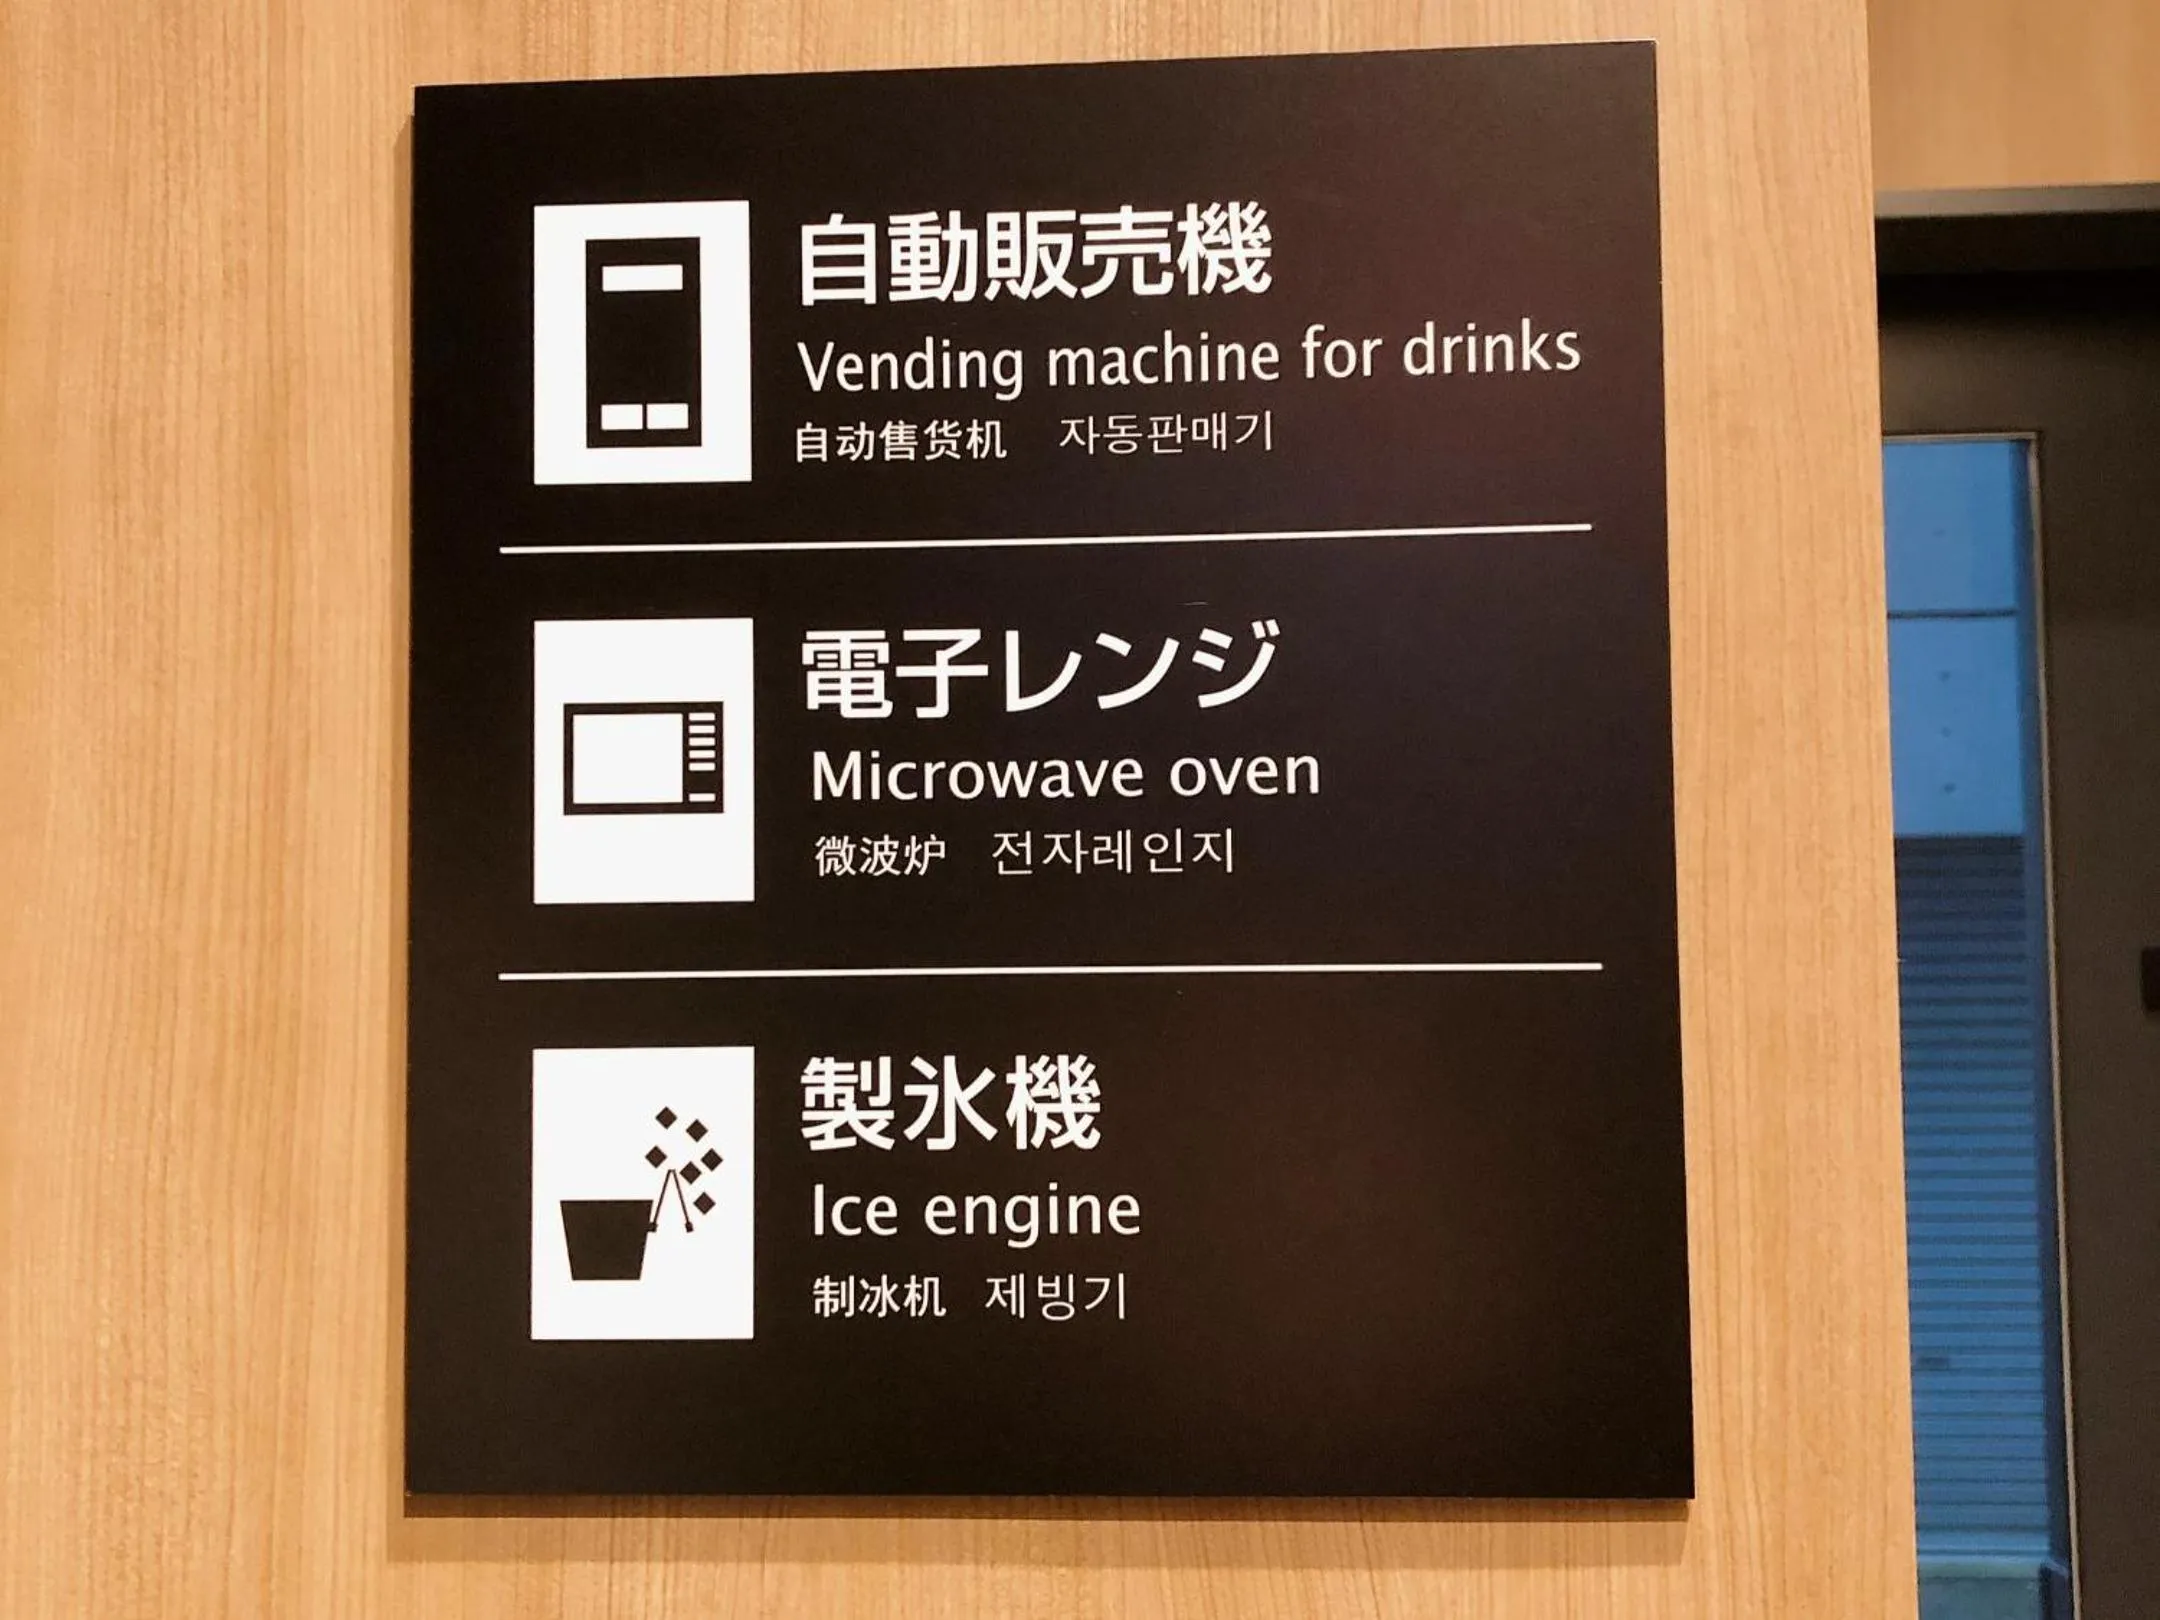 自動販売機
Vending machine for drinks
自动售货机 자동판매기
電子レンジ
Microwave oven
微波炉 전자레인지
製氷機
Ice engine
制冰机 제빙기